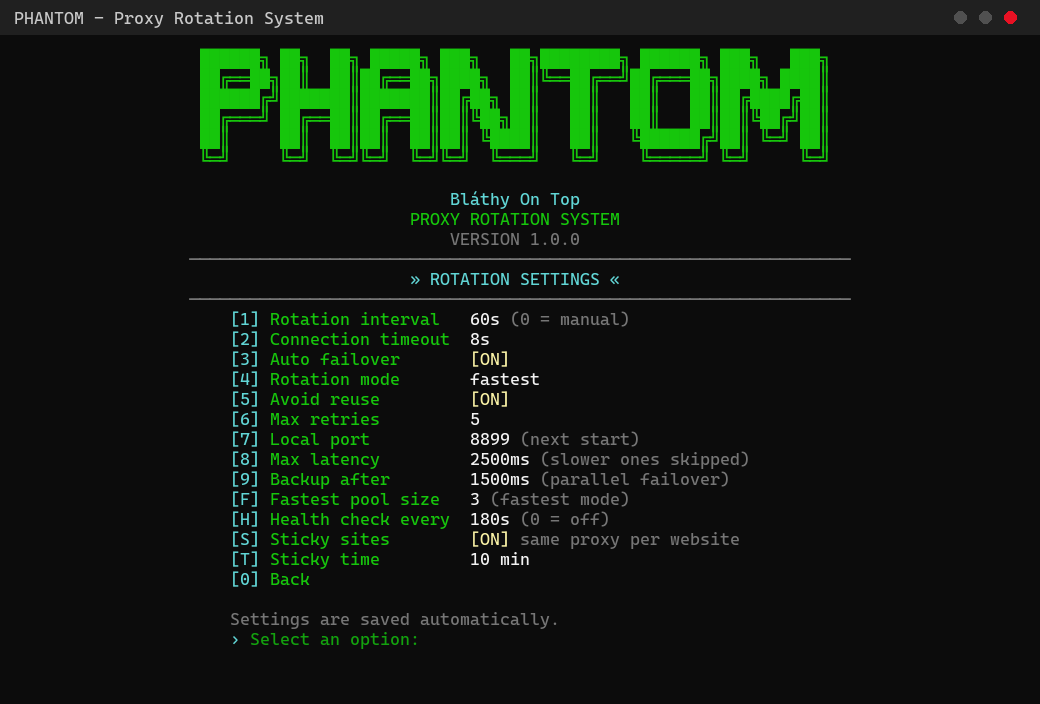 PHANTOM – Proxy Rotation System
PHANTOM
Bláthy On Top
PROXY ROTATION SYSTEM
VERSION 1.0.0
» ROTATION SETTINGS «
[1] Rotation interval 60s (0 = manual)
[2] Connection timeout 8s
[3] Auto failover [ON]
[4] Rotation mode fastest
[5] Avoid reuse [ON]
[6] Max retries 5
[7] Local port 8899 (next start)
[8] Max latency 2500ms (slower ones skipped)
[9] Backup after 1500ms (parallel failover)
[F] Fastest pool size 3 (fastest mode)
[H] Health check every 180s (0 = off)
[S] Sticky sites [ON] same proxy per website
[T] Sticky time 10 min
[0] Back
Settings are saved automatically.
› Select an option: